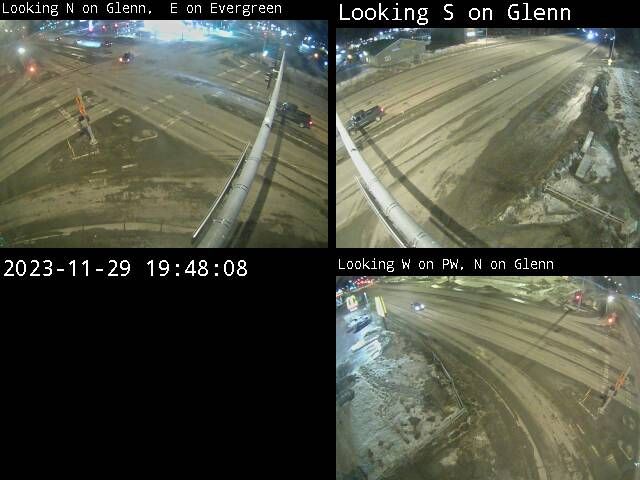 Looking N on Glenn,  E on Evergreen
Looking S on Glenn
2023-11-29 19:48:08
Looking W on PW, N on Glenn